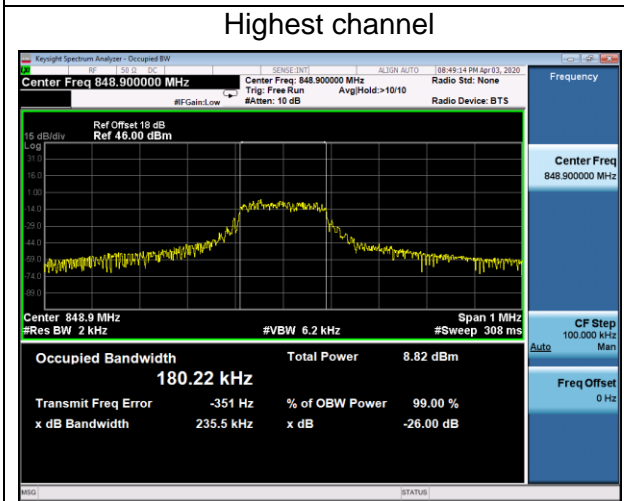 Highest channel
Keysight Spectrum Analyzer - Occupied BW
RF 50 Ω DC SENSE:INT ALIGN AUTO 08:49:14 PM Apr 03, 2020
Center Freq 848.900000 MHz Center Freq: 848.900000 MHz Radio Std: None Frequency
Trig: Free Run Avg|Hold:>10/10
#IFGain:Low #Atten: 10 dB Radio Device: BTS
Ref Offset 18 dB
15 dB/div Ref 46.00 dBm
Log
31.0
16.0
1.00
-14.0
-29.0
-44.0
-59.0
-74.0
-89.0
Center Freq
848.900000 MHz
Center 848.9 MHz Span 1 MHz
#Res BW 2 kHz #VBW 6.2 kHz #Sweep 308 ms
CF Step
100.000 kHz
Auto Man
Occupied Bandwidth Total Power 8.82 dBm
180.22 kHz
Transmit Freq Error -351 Hz % of OBW Power 99.00 %
x dB Bandwidth 235.5 kHz x dB -26.00 dB
Freq Offset
0 Hz
MSG STATUS